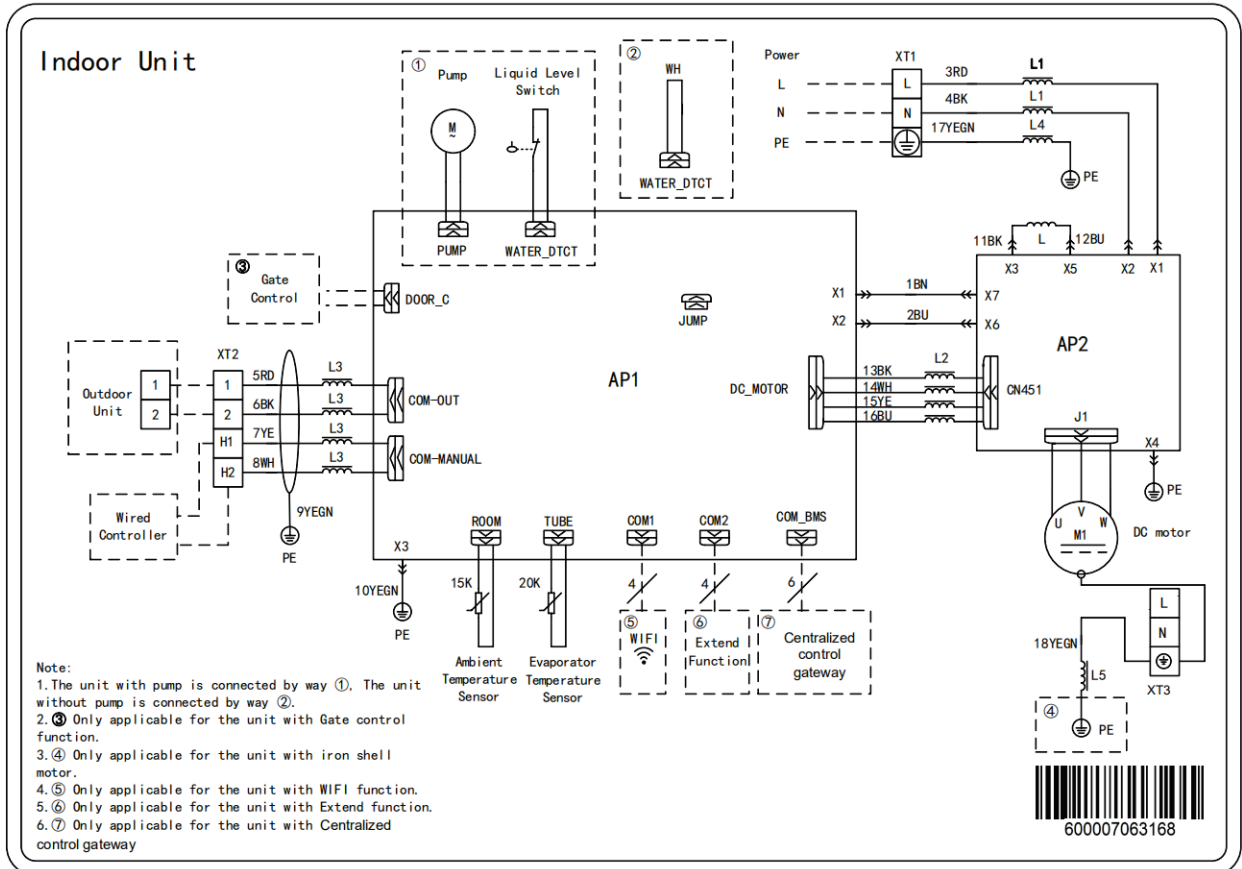 Indoor Unit
①
Pump
Liquid Level
Switch
M
~
PUMP
WATER_DTCT
②
WH
WATER_DTCT
Power
XT1
L
L
3RD
L1
N
N
4BK
L1
PE
17YEGN
L4
PE
11BK
L
12BU
X3
X5
X2
X1
③
Gate
Control
DOOR_C
JUMP
X1
1BN
X7
X2
2BU
X6
AP2
AP1
DC_MOTOR
13BK
L2
14WH
15YE
16BU
CN451
J1
X4
PE
Outdoor
Unit
1
2
XT2
1
5RD
L3
2
6BK
L3
COM-OUT
H1
7YE
L3
H2
8WH
L3
COM-MANUAL
Wired
Controller
9YEGN
PE
X3
10YEGN
PE
ROOM
15K
Ambient
Temperature
Sensor
TUBE
20K
Evaporator
Temperature
Sensor
COM1
4
⑤
WIFI
COM2
4
⑥
Extend
Function
COM_BMS
6
⑦
Centralized
control
gateway
U
V
W
M1
DC motor
L
N
XT3
18YEGN
L5
④
PE
Note:
1.The unit with pump is connected by way ①, The unit
without pump is connected by way ②.
2.③ Only applicable for the unit with Gate control
function.
3.④ Only applicable for the unit with iron shell
motor.
4.⑤ Only applicable for the unit with WIFI function.
5.⑥ Only applicable for the unit with Extend function.
6.⑦ Only applicable for the unit with Centralized
control gateway
600007063168